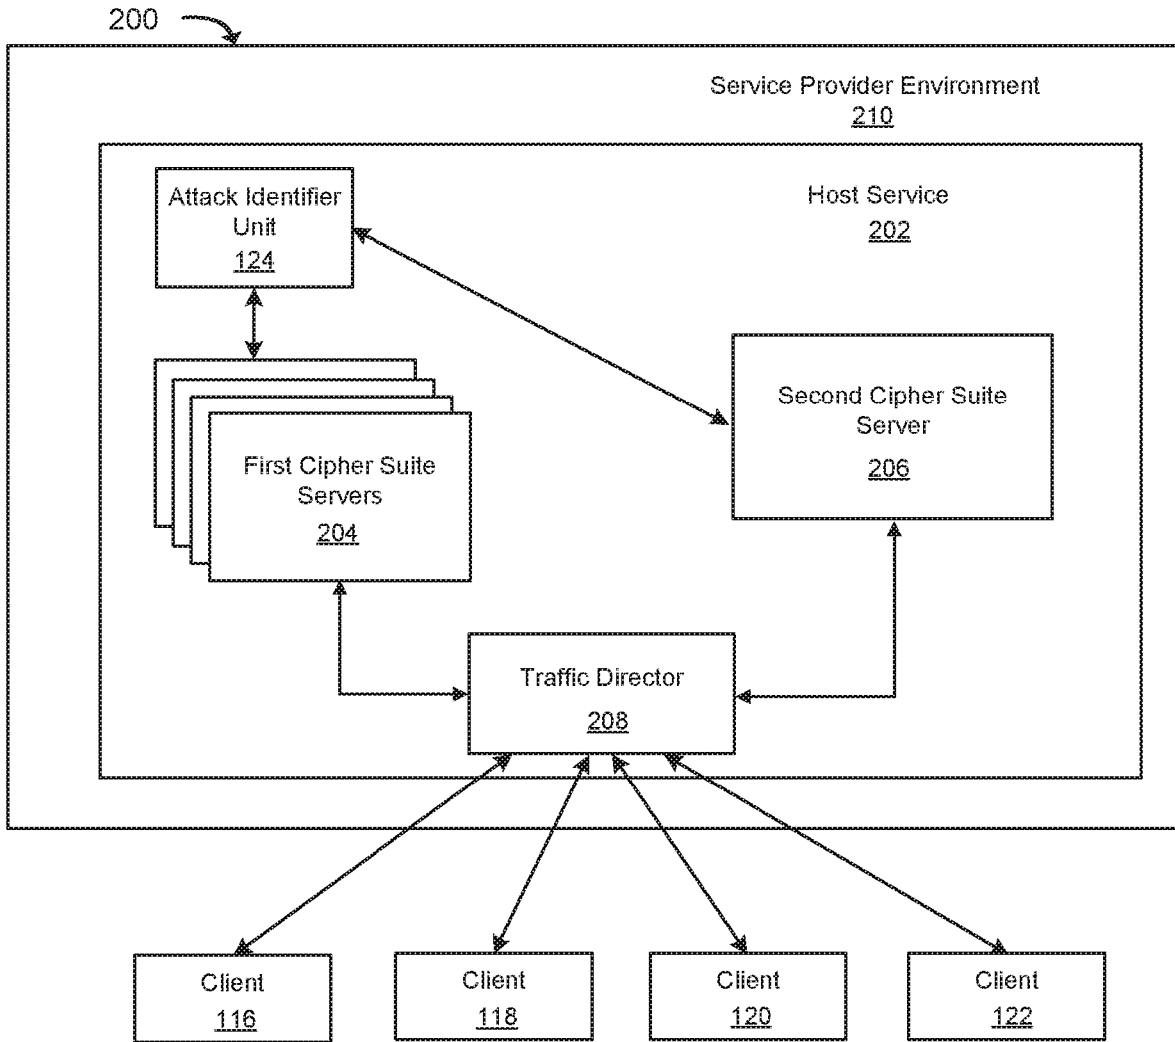 200
Service Provider Environment
210
Attack Identifier
Unit
124
Host Service
202
Second Cipher Suite
Server
206
First Cipher Suite
Servers
204
Traffic Director
208
Client
116
Client
118
Client
120
Client
122